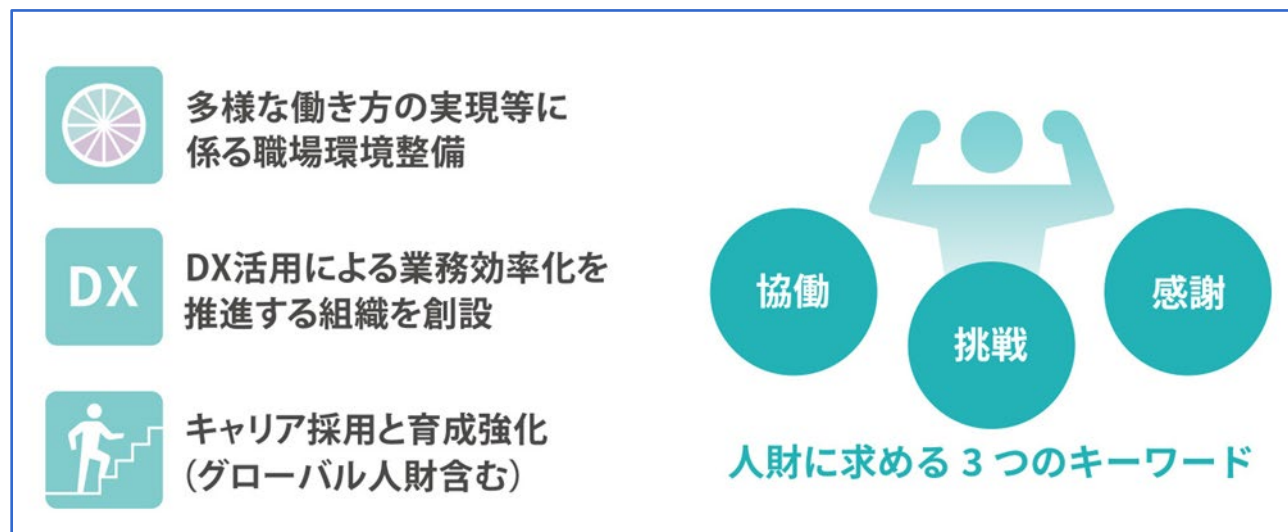 多様な働き方の実現等に
係る職場環境整備
DX
DX活用による業務効率化を
推進する組織を創設
キャリア採用と育成強化
(グローバル人財含む)
協働
挑戦
感謝
人財に求める 3 つのキーワード